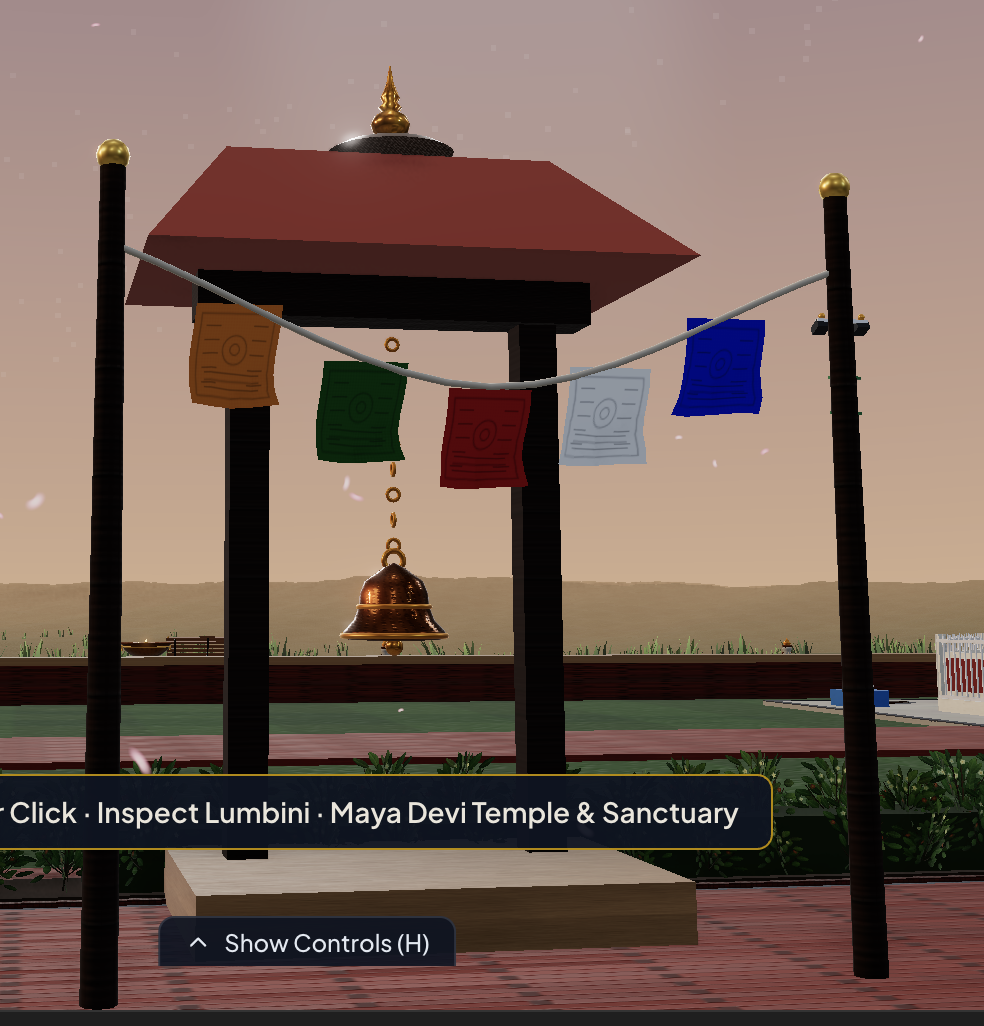 r Click · Inspect Lumbini · Maya Devi Temple & Sanctuary
Show Controls (H)